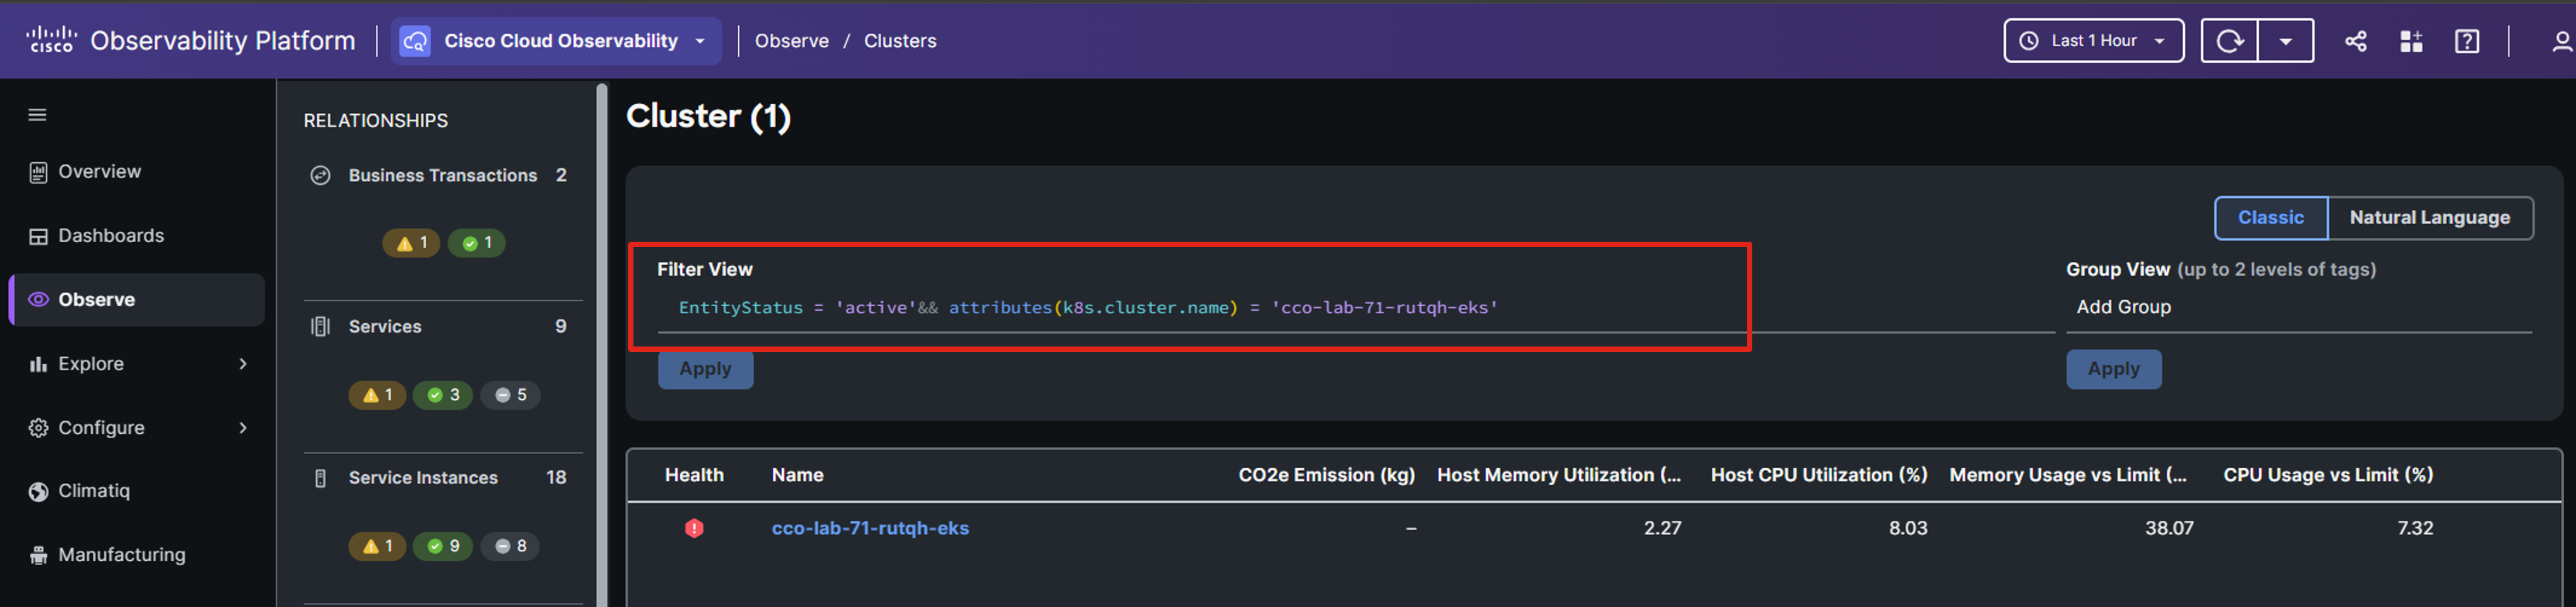 cisco Observability Platform
Cisco Cloud Observability
Observe / Clusters
Last 1 Hour
Overview
Dashboards
Observe
Explore
Configure
Climatiq
Manufacturing
RELATIONSHIPS
Business Transactions 2
1 1
Services 9
1 3 5
Service Instances 18
1 9 8
Cluster (1)
Classic Natural Language
Filter View
EntityStatus = 'active'&& attributes(k8s.cluster.name) = 'cco-lab-71-rutqh-eks'
Apply
Group View (up to 2 levels of tags)
Add Group
Apply
Health Name CO2e Emission (kg) Host Memory Utilization (... Host CPU Utilization (%) Memory Usage vs Limit (... CPU Usage vs Limit (%)
cco-lab-71-rutqh-eks – 2.27 8.03 38.07 7.32